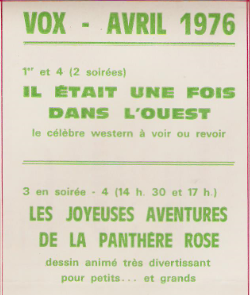 VOX - AVRIL 1976
1er et 4 (2 soirées)
IL ÉTAIT UNE FOIS
DANS L'OUEST
le célèbre western à voir ou revoir
3 en soirée - 4 (14 h. 30 et 17 h.)
LES JOYEUSES AVENTURES
DE LA PANTHÈRE ROSE
dessin animé très divertissant
pour petits... et grands